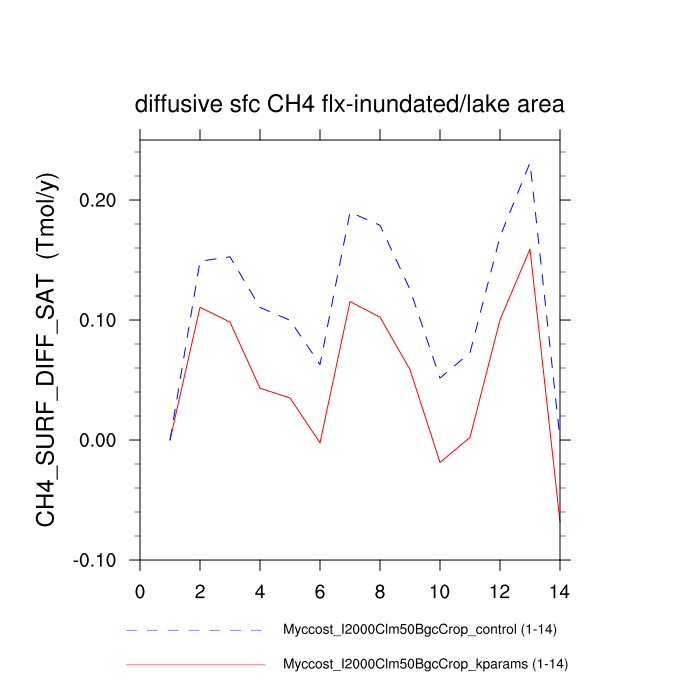 diffusive sfc CH4 flx-inundated/lake area
CH4_SURF_DIFF_SAT (Tmol/y)
0.20
0.10
0.00
-0.10
0 2 4 6 8 10 12 14
Myccost_I2000Clm50BgcCrop_control (1-14)
Myccost_I2000Clm50BgcCrop_kparams (1-14)